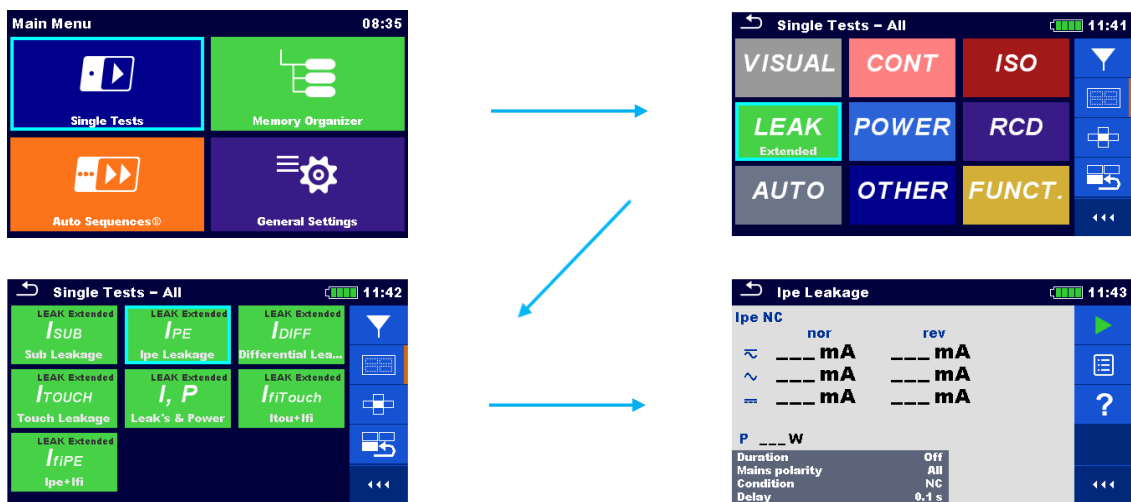 Main Menu 08:35
Single Tests Memory Organizer
Auto Sequences® General Settings
Single Tests – All 11:41
VISUAL CONT ISO
LEAK POWER RCD
Extended
AUTO OTHER FUNCT.
Single Tests – All 11:42
LEAK Extended LEAK Extended LEAK Extended
ISUB IPE IDIFF
Sub Leakage Ipe Leakage Differential Lea...
LEAK Extended LEAK Extended LEAK Extended
ITOUCH I, P IfiTouch
Touch Leakage Leak's & Power Itou+Ifi
LEAK Extended
IfiPE
Ipe+Ifi
Ipe Leakage 11:43
Ipe NC
nor rev
___ mA ___ mA
~ ___ mA ___ mA
___ mA ___ mA
P ___ W
Duration Off
Mains polarity All
Condition NC
Delay 0.1 s
?